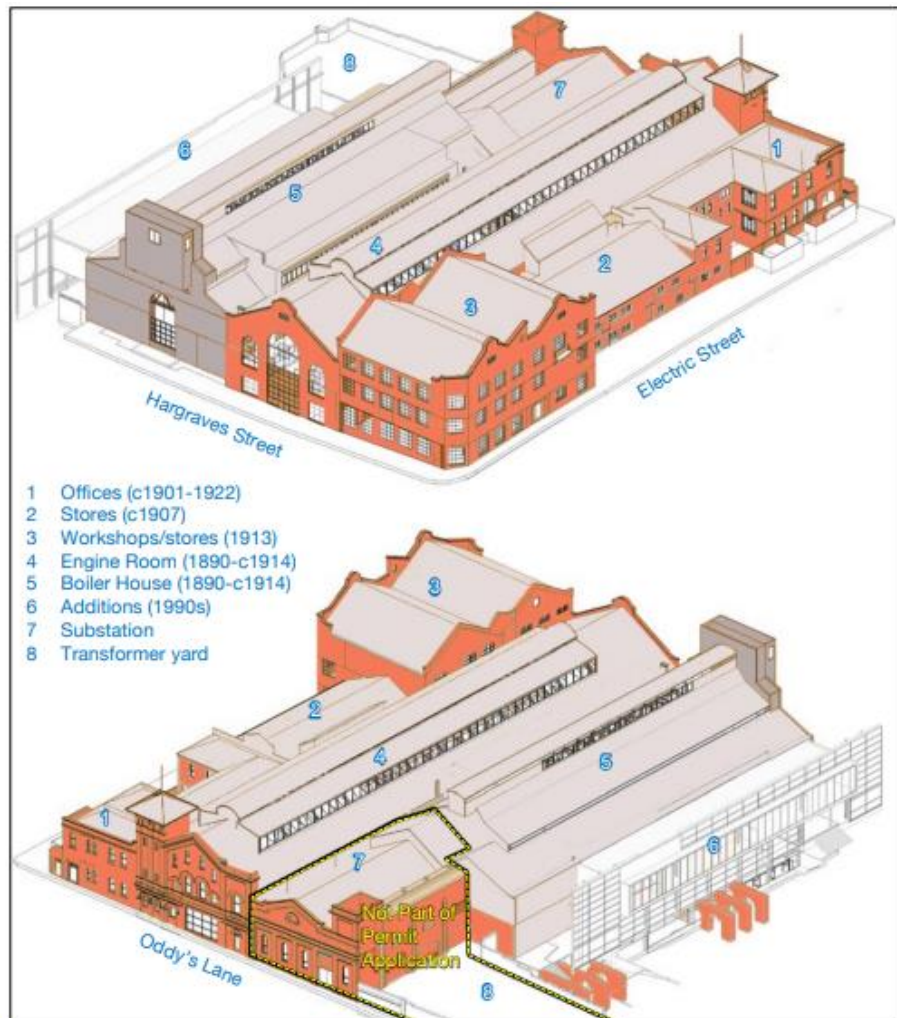 8
7
6
1
5
4
2
3
Electric Street
Hargraves Street
1 Offices (c1901-1922)
2 Stores (c1907)
3 Workshops/stores (1913)
4 Engine Room (1890-c1914)
5 Boiler House (1890-c1914)
6 Additions (1990s)
7 Substation
8 Transformer yard
3
2
4
5
1
6
7
Not Part of
Permit
Application
Oddy's Lane
8